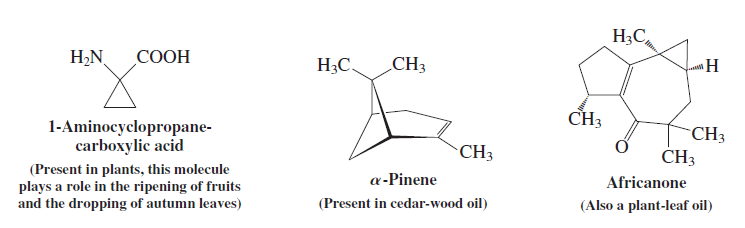 H₂N COOH
1-Aminocyclopropane-
carboxylic acid
(Present in plants, this molecule
plays a role in the ripening of fruits
and the dropping of autumn leaves)
H₃C CH₃
CH₃
α-Pinene
(Present in cedar-wood oil)
H₃C
H
CH₃
O
CH₃
CH₃
Africanone
(Also a plant-leaf oil)